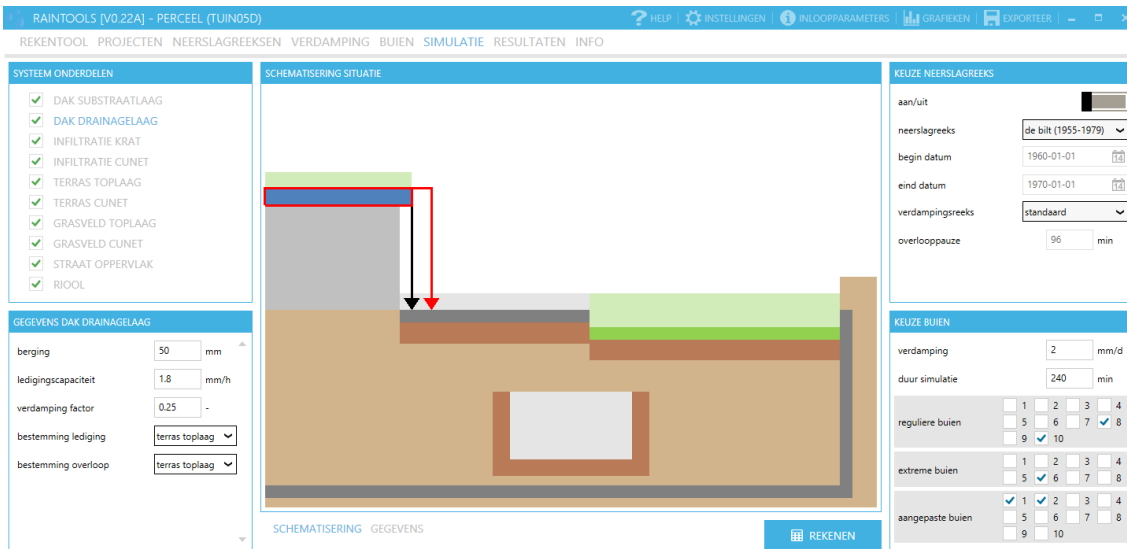 RAINTOOLS [V0.22A] - PERCEEL (TUIN05D)
? HELP | INSTELLINGEN | INLOOPPARAMETERS | GRAFIEKEN | EXPORTEER |
REKENTOOL PROJECTEN NEERSLAGREEKSEN VERDAMPING BUIEN SIMULATIE RESULTATEN INFO
SYSTEEM ONDERDELEN
DAK SUBSTRAATLAAG
DAK DRAINAGELAAG
INFILTRATIE KRAT
INFILTRATIE CUNET
TERRAS TOPLAAG
TERRAS CUNET
GRASVELD TOPLAAG
GRASVELD CUNET
STRAAT OPPERVLAK
RIOOL
GEGEVENS DAK DRAINAGELAAG
berging 50 mm
ledigingscapaciteit 1.8 mm/h
verdamping factor 0.25 -
bestemming lediging terras toplaag
bestemming overloop terras toplaag
SCHEMATISERING SITUATIE
SCHEMATISERING GEGEVENS
REKENEN
KEUZE NEERSLAGREEKS
aan/uit
neerslagreeks de bilt (1955-1979)
begin datum 1960-01-01 14
eind datum 1970-01-01 14
verdampingsreeks standaard
overlooppauze 96 min
KEUZE BUIEN
verdamping 2 mm/d
duur simulatie 240 min
reguliere buien
1 2 3 4
5 6 7 8
9 10
extreme buien
1 2 3 4
5 6 7 8
aangepaste buien
1 2 3 4
5 6 7 8
9 10